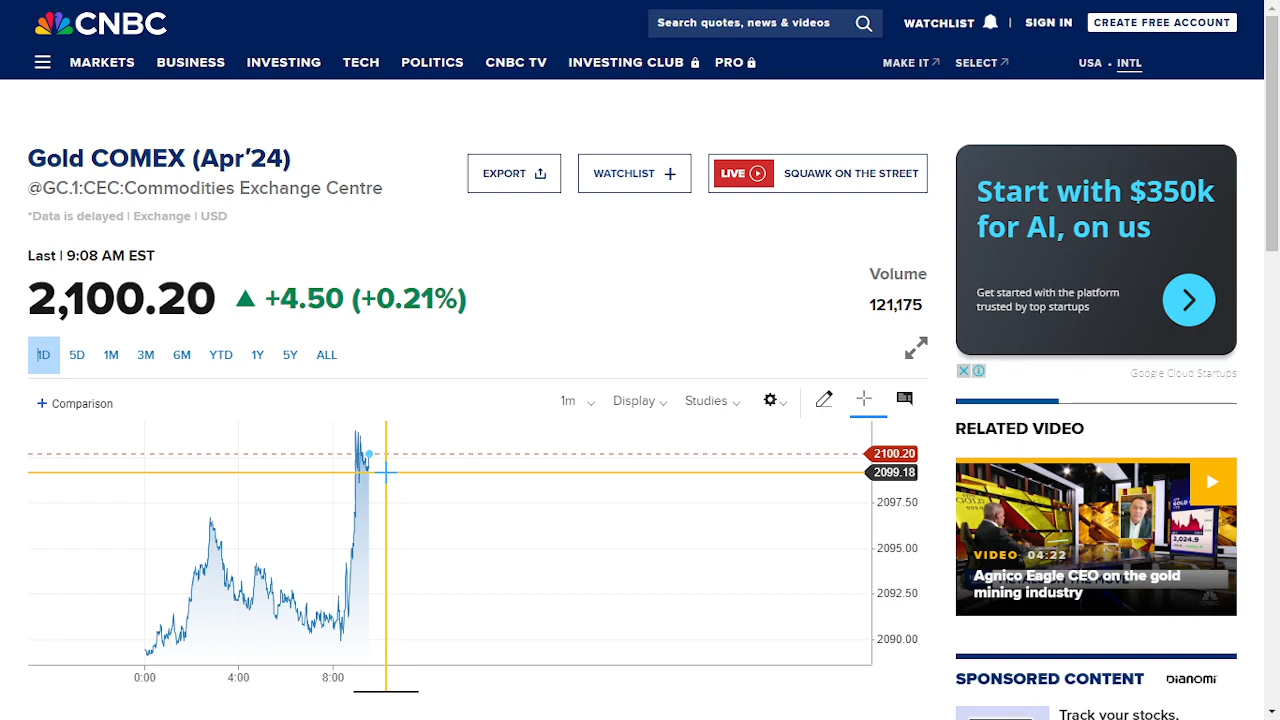 CNBC
Search quotes, news & videos
WATCHLIST
SIGN IN
CREATE FREE ACCOUNT
MARKETS
BUSINESS
INVESTING
TECH
POLITICS
CNBC TV
INVESTING CLUB
PRO
MAKE IT
SELECT
USA • INTL
Gold COMEX (Apr'24)
@GC.1:CEC:Commodities Exchange Centre
*Data is delayed | Exchange | USD
EXPORT
WATCHLIST +
LIVE
SQUAWK ON THE STREET
Last | 9:08 AM EST
2,100.20
+4.50 (+0.21%)
Volume
121,175
1D 5D 1M 3M 6M YTD 1Y 5Y ALL
+ Comparison
1m
Display
Studies
2100.20
2099.18
2097.50
2095.00
2092.50
2090.00
0:00 4:00 8:00
Start with $350k
for AI, on us
Get started with the platform
trusted by top startups
Google Cloud Startups
RELATED VIDEO
2,024.9
VIDEO 04:22
Agnico Eagle CEO on the gold
mining industry
SPONSORED CONTENT
DIANOMI
Track your stocks,